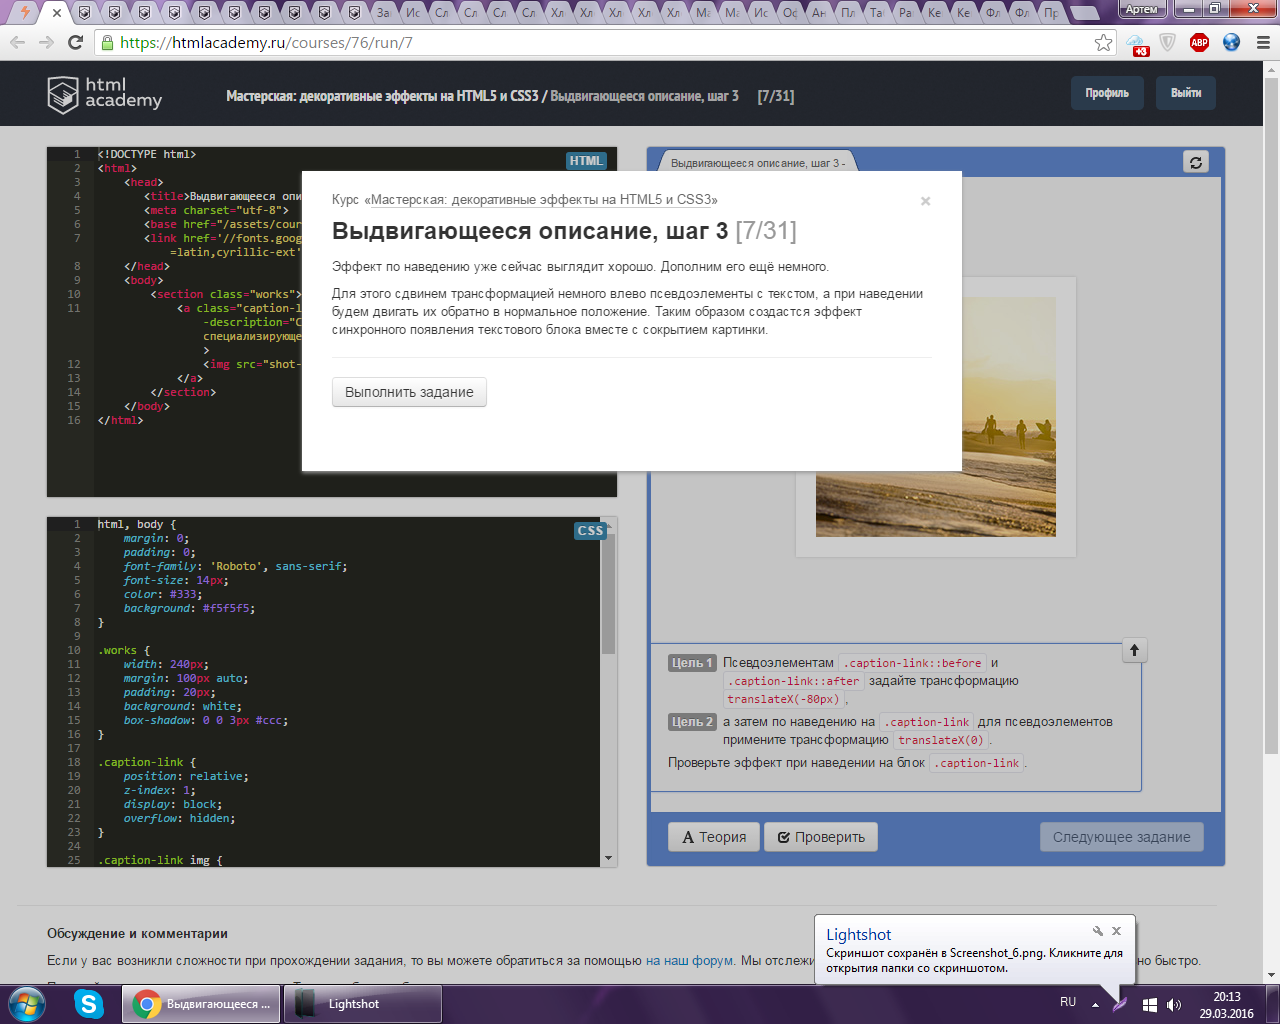 За
Ис
Сл
Сл
Сл
Сл
Хл
Хл
Хл
Хл
Хл
Ма
Ма
Ис
Оф
Ан
Пл
Таб
Ра
Ке
Ке
Фл
Фл
Пр
Артем
https://htmlacademy.ru/courses/76/run/7
+3
ABP
html
academy
Мастерская: декоративные эффекты на HTML5 и CSS3 / Выдвигающееся описание, шаг 3 [7/31]
Профиль
Выйти
HTML
1 <!DOCTYPE html>
2 <html>
3 <head>
4 <title>Выдвигающееся опи
5 <meta charset="utf-8">
6 <base href="/assets/cour
7 <link href='//fonts.goog
=latin,cyrillic-ext'
8 </head>
9 <body>
10 <section class="works">
11 <a class="caption-l
-description="С
специализирующе
>
12 <img src="shot-
13 </a>
14 </section>
15 </body>
16 </html>
Курс «Мастерская: декоративные эффекты на HTML5 и CSS3»
×
Выдвигающееся описание, шаг 3 [7/31]
Эффект по наведению уже сейчас выглядит хорошо. Дополним его ещё немного.
Для этого сдвинем трансформацией немного влево псевдоэлементы с текстом, а при наведении
будем двигать их обратно в нормальное положение. Таким образом создастся эффект
синхронного появления текстового блока вместе с сокрытием картинки.
Выполнить задание
CSS
1 html, body {
2 margin: 0;
3 padding: 0;
4 font-family: 'Roboto', sans-serif;
5 font-size: 14px;
6 color: #333;
7 background: #f5f5f5;
8 }
9
10 .works {
11 width: 240px;
12 margin: 100px auto;
13 padding: 20px;
14 background: white;
15 box-shadow: 0 0 3px #ccc;
16 }
17
18 .caption-link {
19 position: relative;
20 z-index: 1;
21 display: block;
22 overflow: hidden;
23 }
24
25 .caption-link img {
Выдвигающееся описание, шаг 3 -
Цель 1 Псевдоэлементам .caption-link::before и
.caption-link::after задайте трансформацию
translateX(-80px),
Цель 2 а затем по наведению на .caption-link для псевдоэлементов
примените трансформацию translateX(0).
Проверьте эффект при наведении на блок .caption-link.
Теория
Проверить
Следующее задание
Обсуждение и комментарии
Если у вас возникли сложности при прохождении задания, то вы можете обратиться за помощью на наш форум. Мы отслежи
но быстро.
Lightshot
Скриншот сохранён в Screenshot_6.png. Кликните для
открытия папки со скриншотом.
Выдвигающееся ...
Lightshot
RU
20:13
29.03.2016